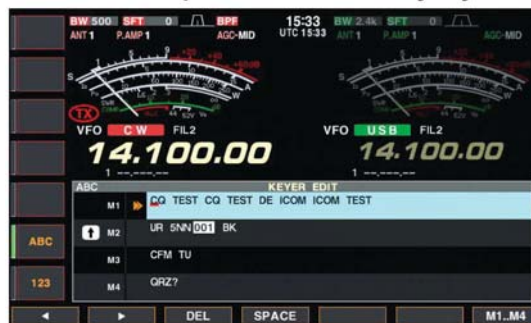 BW 500 SFT 0 BPF 15:33 BW 2.4k SFT 0
ANT 1 P.AMP 1 AGC-MID UTC 15:33 ANT 1 P.AMP 1 AGC-MID
TX
VFO CW FIL2 VFO USB FIL2
14.100.00 14.100.00
1 --,---,-- 1 --,---,--
ABC KEYER EDIT
M1 CQ TEST CQ TEST DE ICOM ICOM TEST
ABC M2 UR 5NN 001 BK
M3 CFM TU
123 M4 QRZ?
DEL SPACE M1..M4